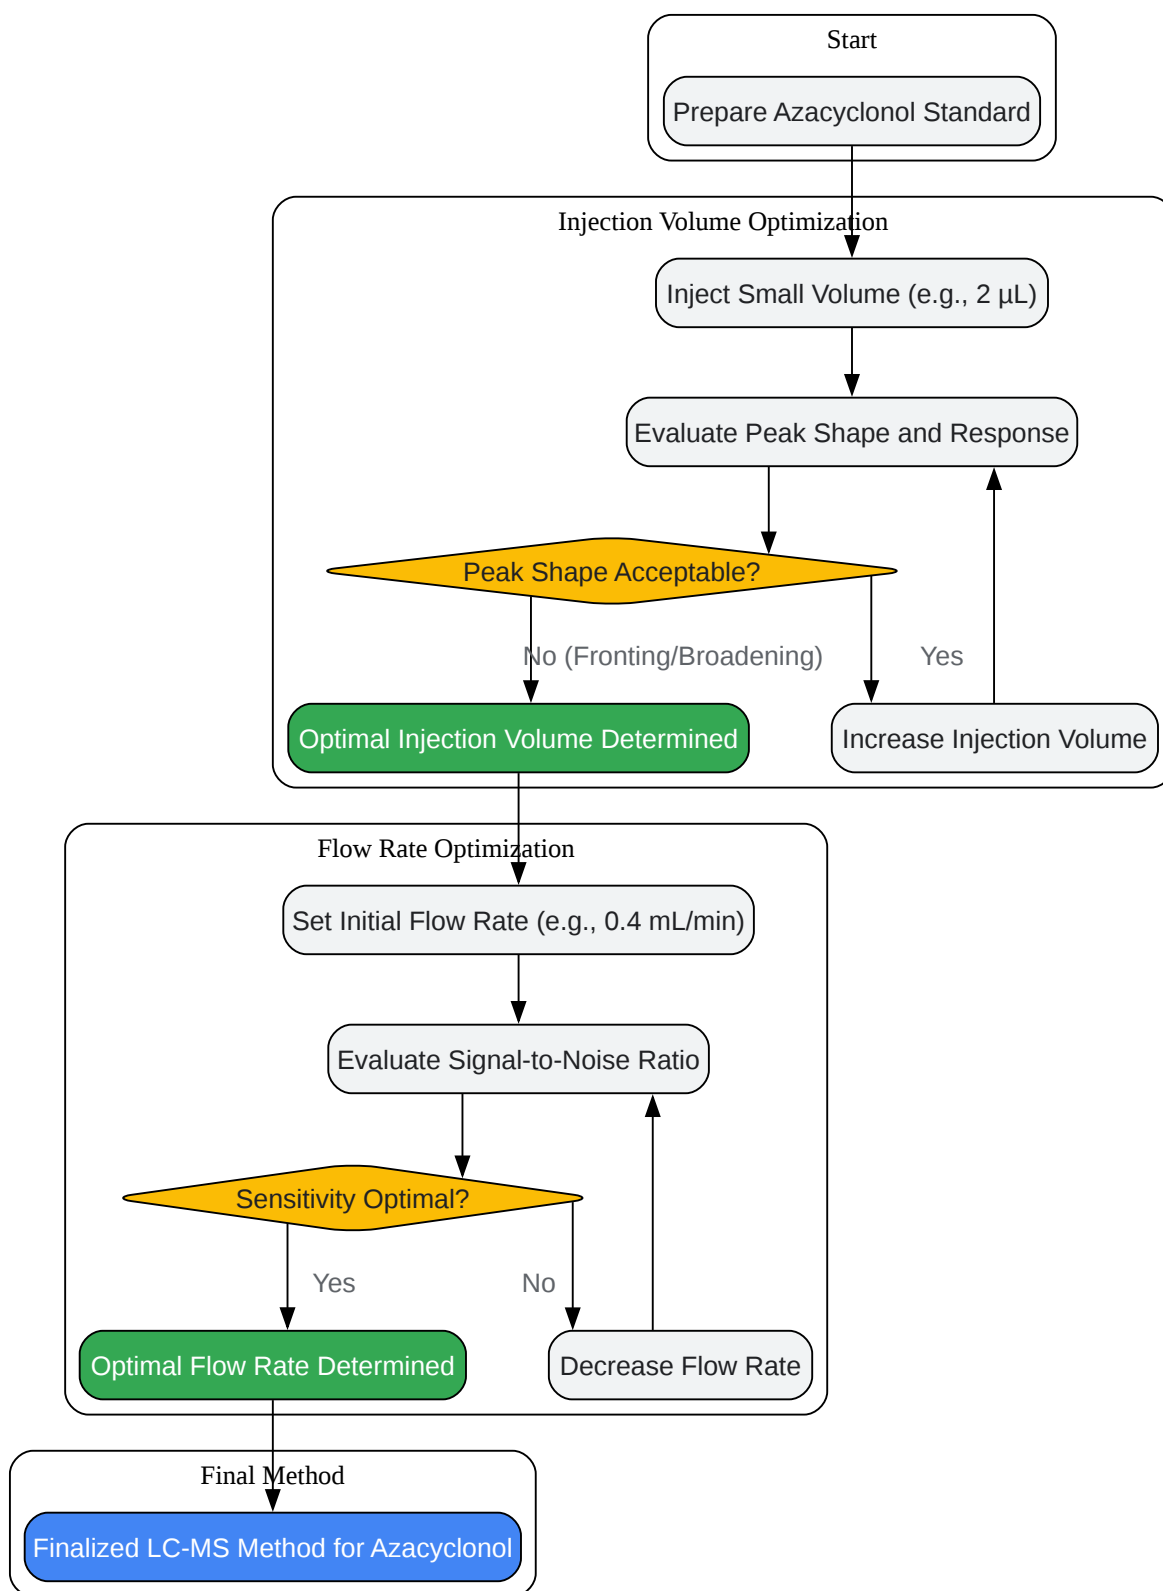 Start
Prepare Azacyclonol Standard
Injection Volume Optimization
Inject Small Volume (e.g., 2 µL)
Evaluate Peak Shape and Response
Peak Shape Acceptable?
No (Fronting/Broadening)
Yes
Optimal Injection Volume Determined
Increase Injection Volume
Flow Rate Optimization
Set Initial Flow Rate (e.g., 0.4 mL/min)
Evaluate Signal-to-Noise Ratio
Sensitivity Optimal?
Yes
No
Optimal Flow Rate Determined
Decrease Flow Rate
Final Method
Finalized LC-MS Method for Azacyclonol